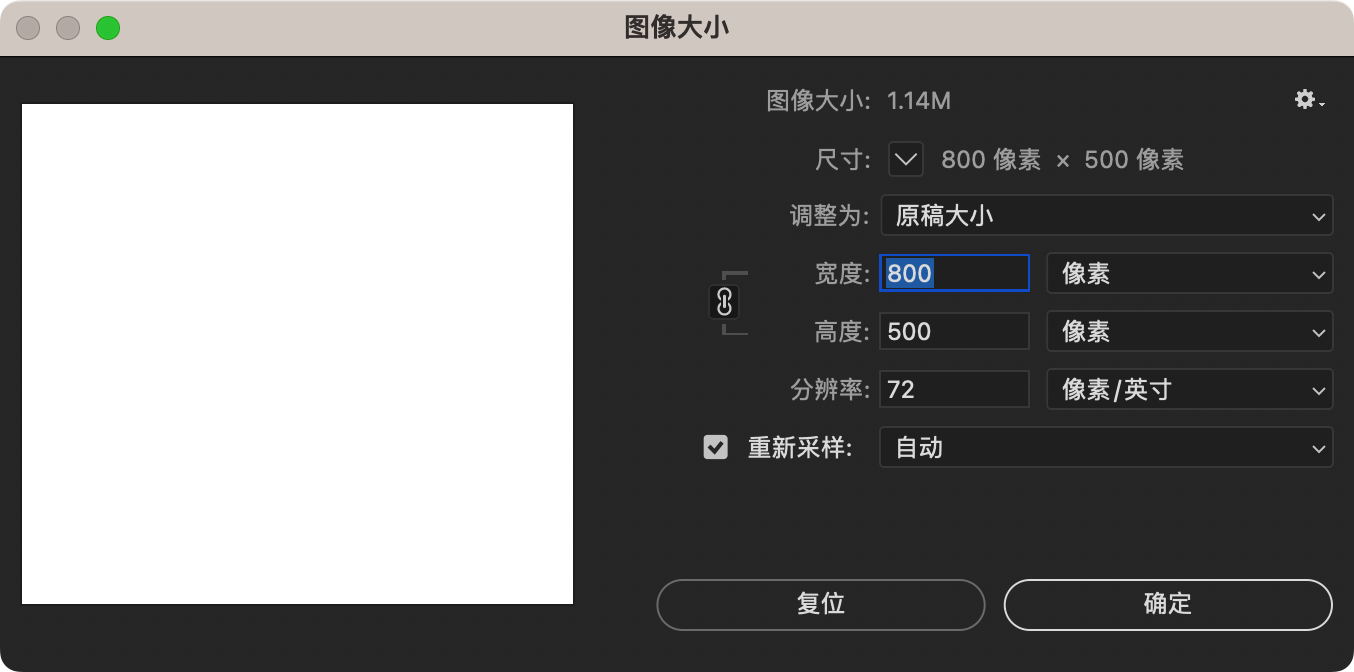 图像大小
图像大小: 1.14M
尺寸: 800 像素 × 500 像素
调整为: 原稿大小
宽度: 800 像素
高度: 500 像素
分辨率: 72 像素/英寸
重新采样: 自动
复位 确定